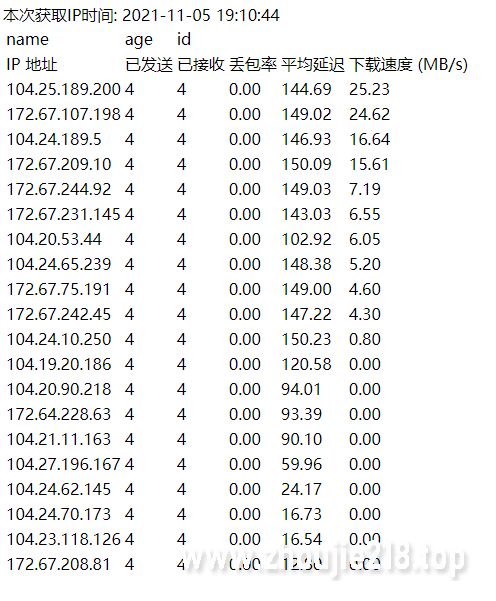 本次获取IP时间: 2021-11-05 19:10:44
name age id
IP 地址 已发送 已接收 丢包率 平均延迟 下载速度 (MB/s)
104.25.189.200 4 4 0.00 144.69 25.23
172.67.107.198 4 4 0.00 149.02 24.62
104.24.189.5 4 4 0.00 146.93 16.64
172.67.209.10 4 4 0.00 150.09 15.61
172.67.244.92 4 4 0.00 149.03 7.19
172.67.231.145 4 4 0.00 143.03 6.55
104.20.53.44 4 4 0.00 102.92 6.05
104.24.65.239 4 4 0.00 148.38 5.20
172.67.75.191 4 4 0.00 149.00 4.60
172.67.242.45 4 4 0.00 147.22 4.30
104.24.10.250 4 4 0.00 150.23 0.80
104.19.20.186 4 4 0.00 120.58 0.00
104.20.90.218 4 4 0.00 94.01 0.00
172.64.228.63 4 4 0.00 93.39 0.00
104.21.11.163 4 4 0.00 90.10 0.00
104.27.196.167 4 4 0.00 59.96 0.00
104.24.62.145 4 4 0.00 24.17 0.00
104.24.70.173 4 4 0.00 16.73 0.00
104.23.118.126 4 4 0.00 16.54 0.00
172.67.208.81 4 4 0.00 0.00
www.zhoujie218.top